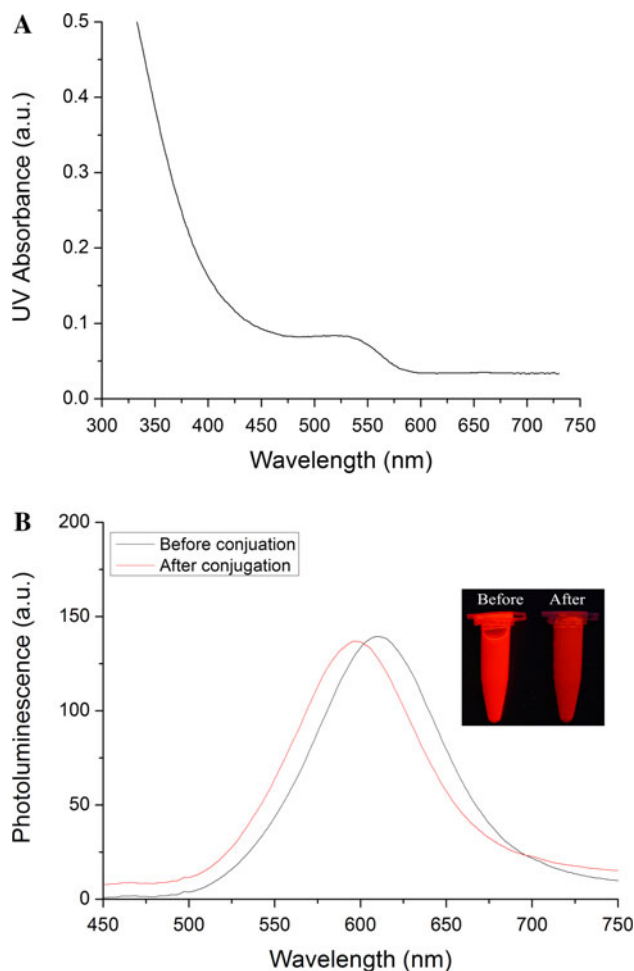 A
0.5
0.4
0.3
0.2
0.1
0.0
UV Absorbance (a.u.)
300 350 400 450 500 550 600 650 700 750
Wavelength (nm)
B
200
150
100
50
0
Photoluminescence (a.u.)
Before conjuation
After conjugation
Before After
450 500 550 600 650 700 750
Wavelength (nm)